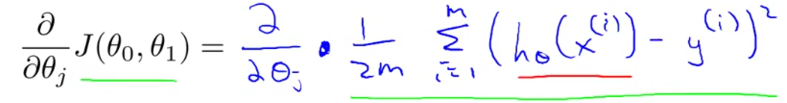 ∂/∂θ_j J(θ_0, θ_1) = ∂/∂θ_j · 1/2m Σ_{i=1}^{m} (h_θ(x^{(i)}) - y^{(i)})^2